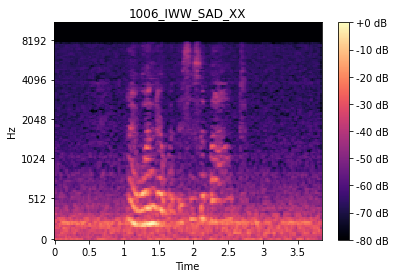 1006_IWW_SAD_XX
+0 dB
8192
-10 dB
4096
-20 dB
-30 dB
2048
Hz
-40 dB
1024
-50 dB
512
-60 dB
-70 dB
0
-80 dB
0 0.5 1 1.5 2 2.5 3 3.5
Time